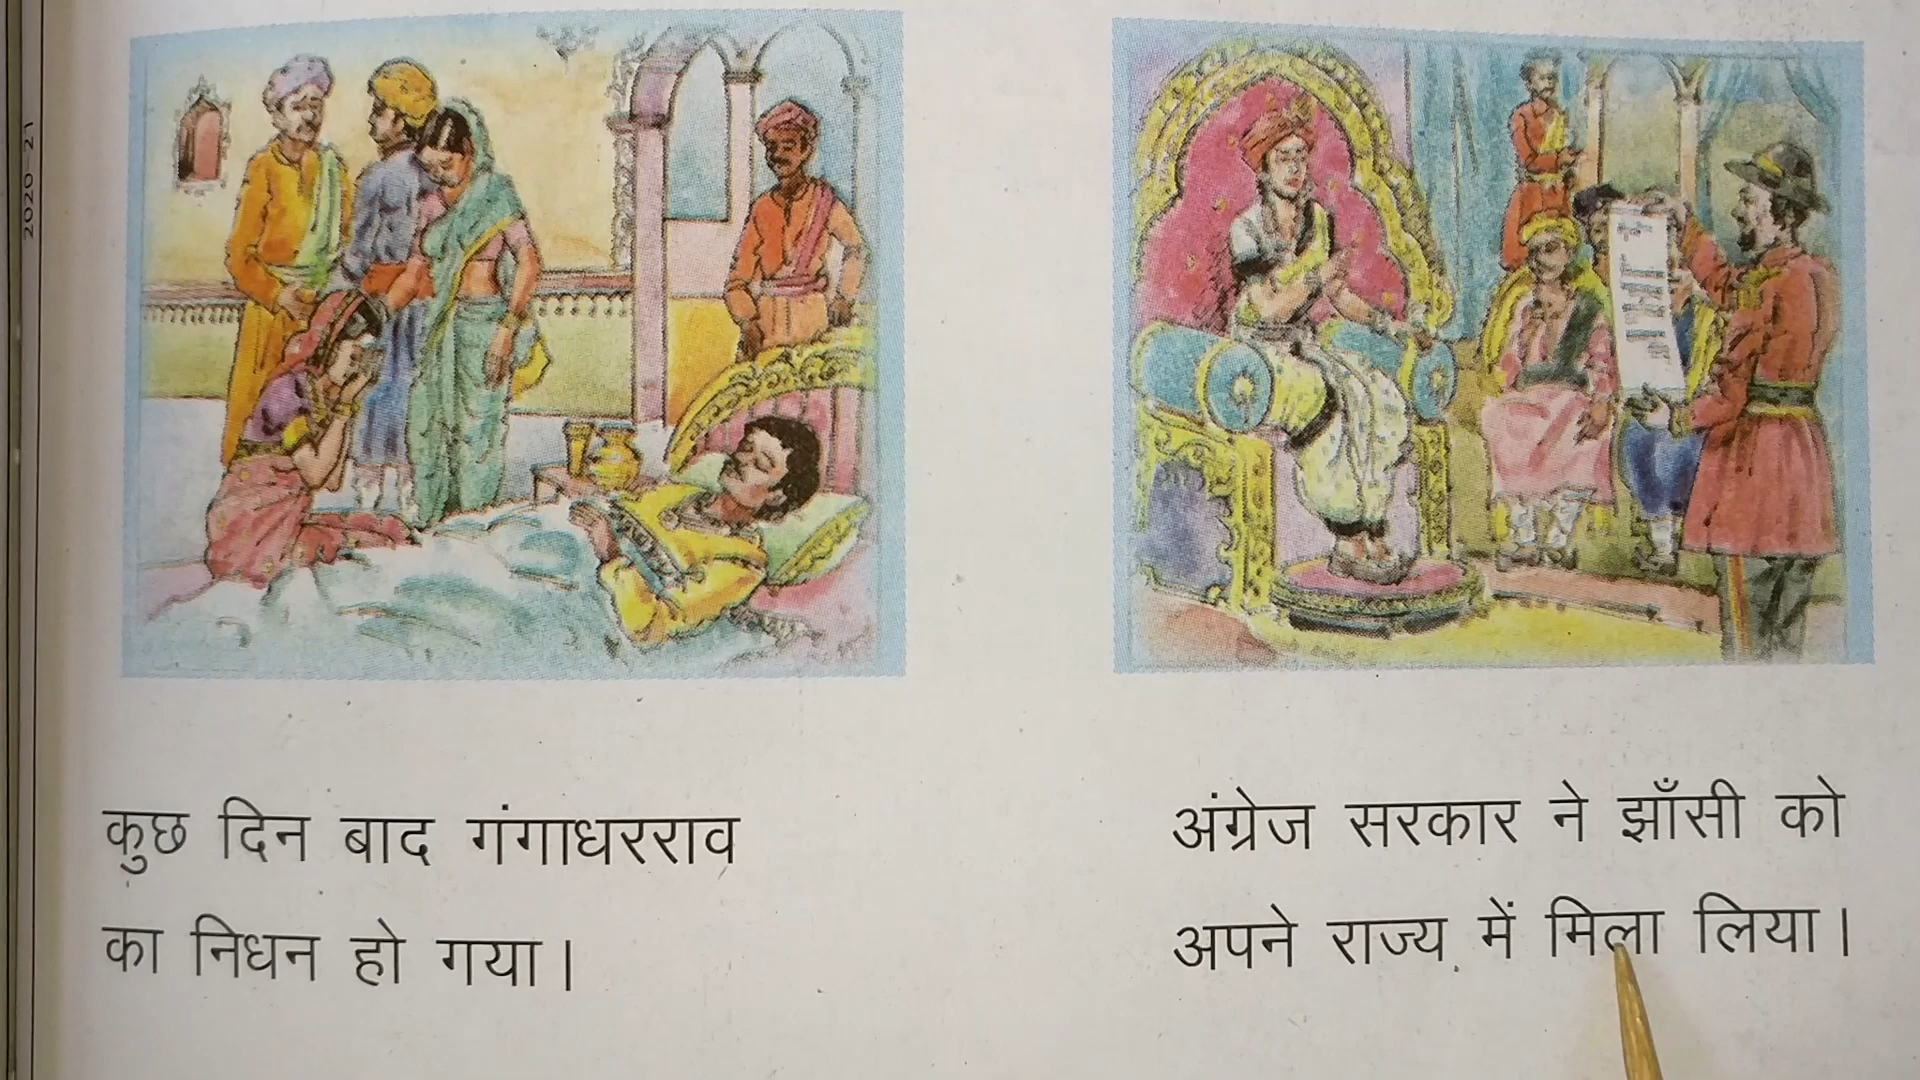 2020-21
कुछ दिन बाद गंगाधरराव
का निधन हो गया।
अंग्रेज सरकार ने झाँसी को
अपने राज्य में मिला लिया।